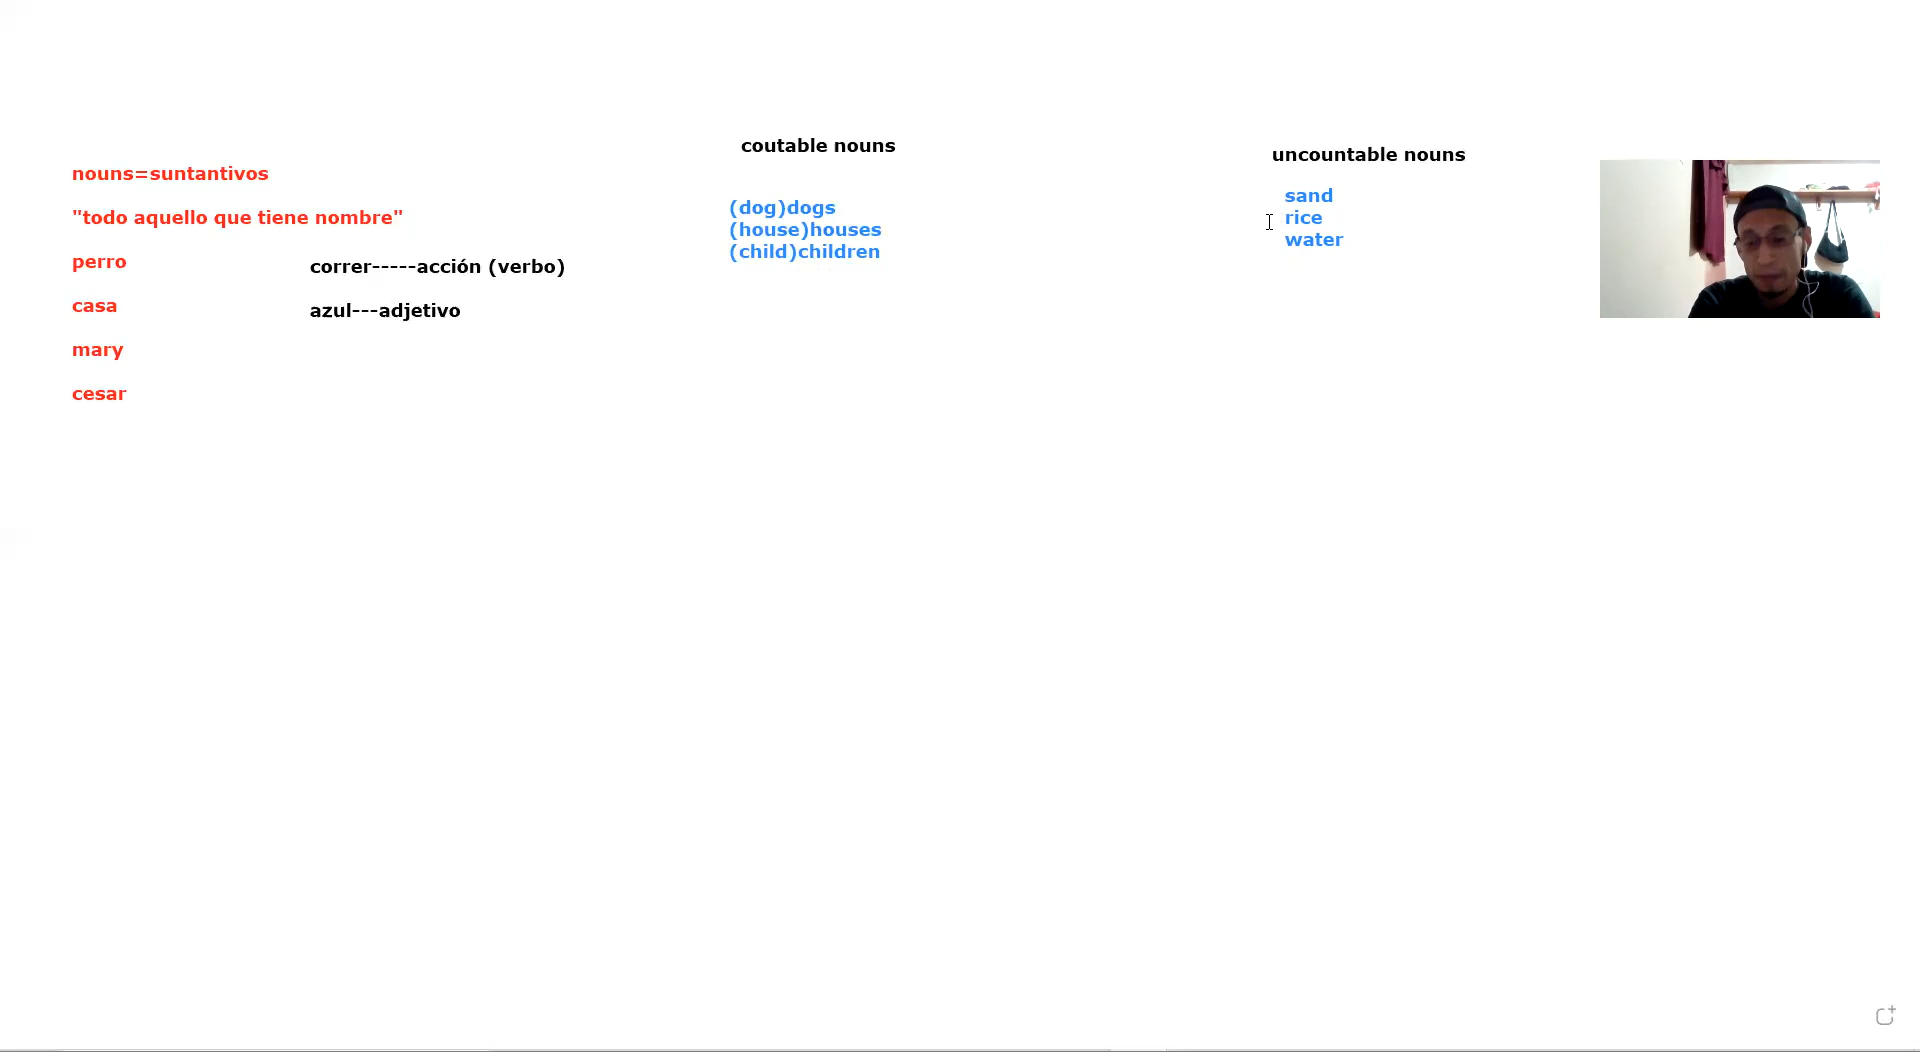 nouns=suntantivos
"todo aquello que tiene nombre"
perro
casa
mary
cesar
correr-----acción (verbo)
azul---adjetivo
coutable nouns
(dog)dogs
(house)houses
(child)children
uncountable nouns
sand
rice
water